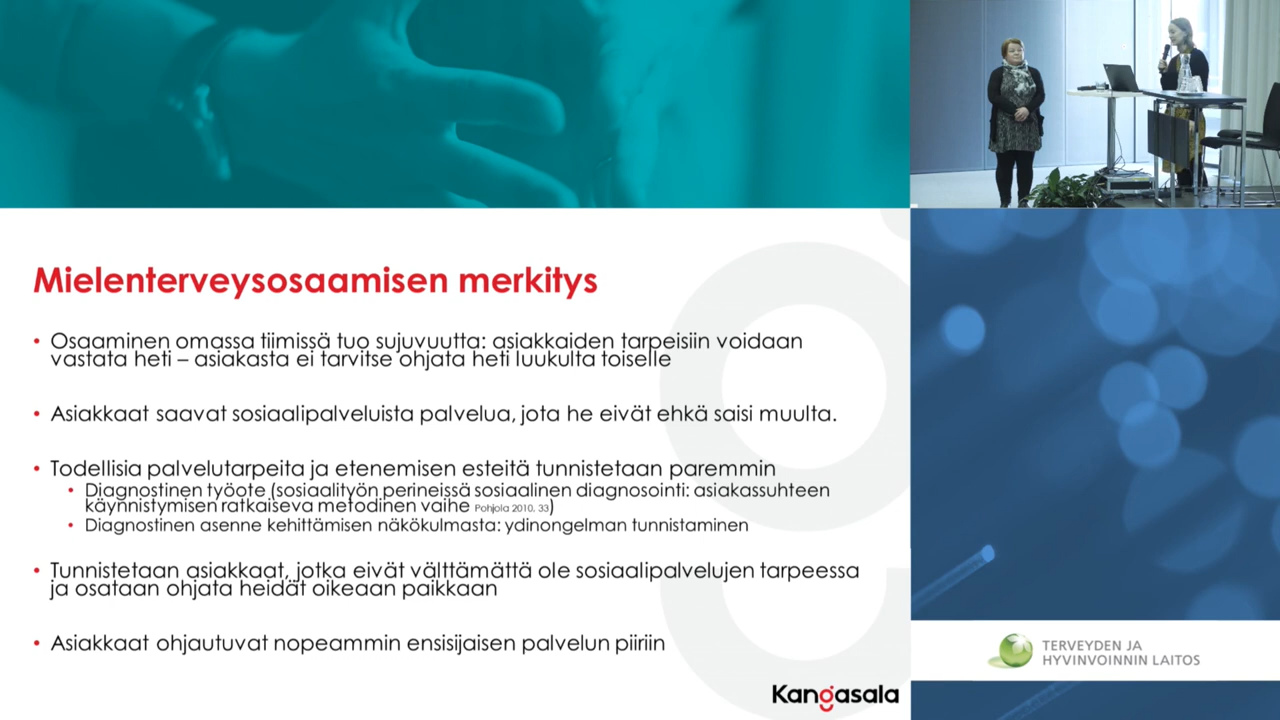 Mielenterveysosaamisen merkitys
• Osaaminen omassa tiimissä tuo sujuvuutta: asiakkaiden tarpeisiin voidaan
vastata heti – asiakasta ei tarvitse ohjata heti luukulta toiselle
• Asiakkaat saavat sosiaalipalveluista palvelua, jota he eivät ehkä saisi muulta.
• Todellisia palvelutarpeita ja etenemisen esteitä tunnistetaan paremmin
• Diagnostinen työote (sosiaalityön perineissä sosiaalinen diagnosointi: asiakassuhteen
käynnistymisen ratkaiseva metodinen vaihe Pohjola 2010, 33)
• Diagnostinen asenne kehittämisen näkökulmasta: ydinongelman tunnistaminen
• Tunnistetaan asiakkaat, jotka eivät välttämättä ole sosiaalipalvelujen tarpeessa
ja osataan ohjata heidät oikeaan paikkaan
• Asiakkaat ohjautuvat nopeammin ensisijaisen palvelun piiriin
Kangasala
TERVEYDEN JA
HYVINVOINNIN LAITOS